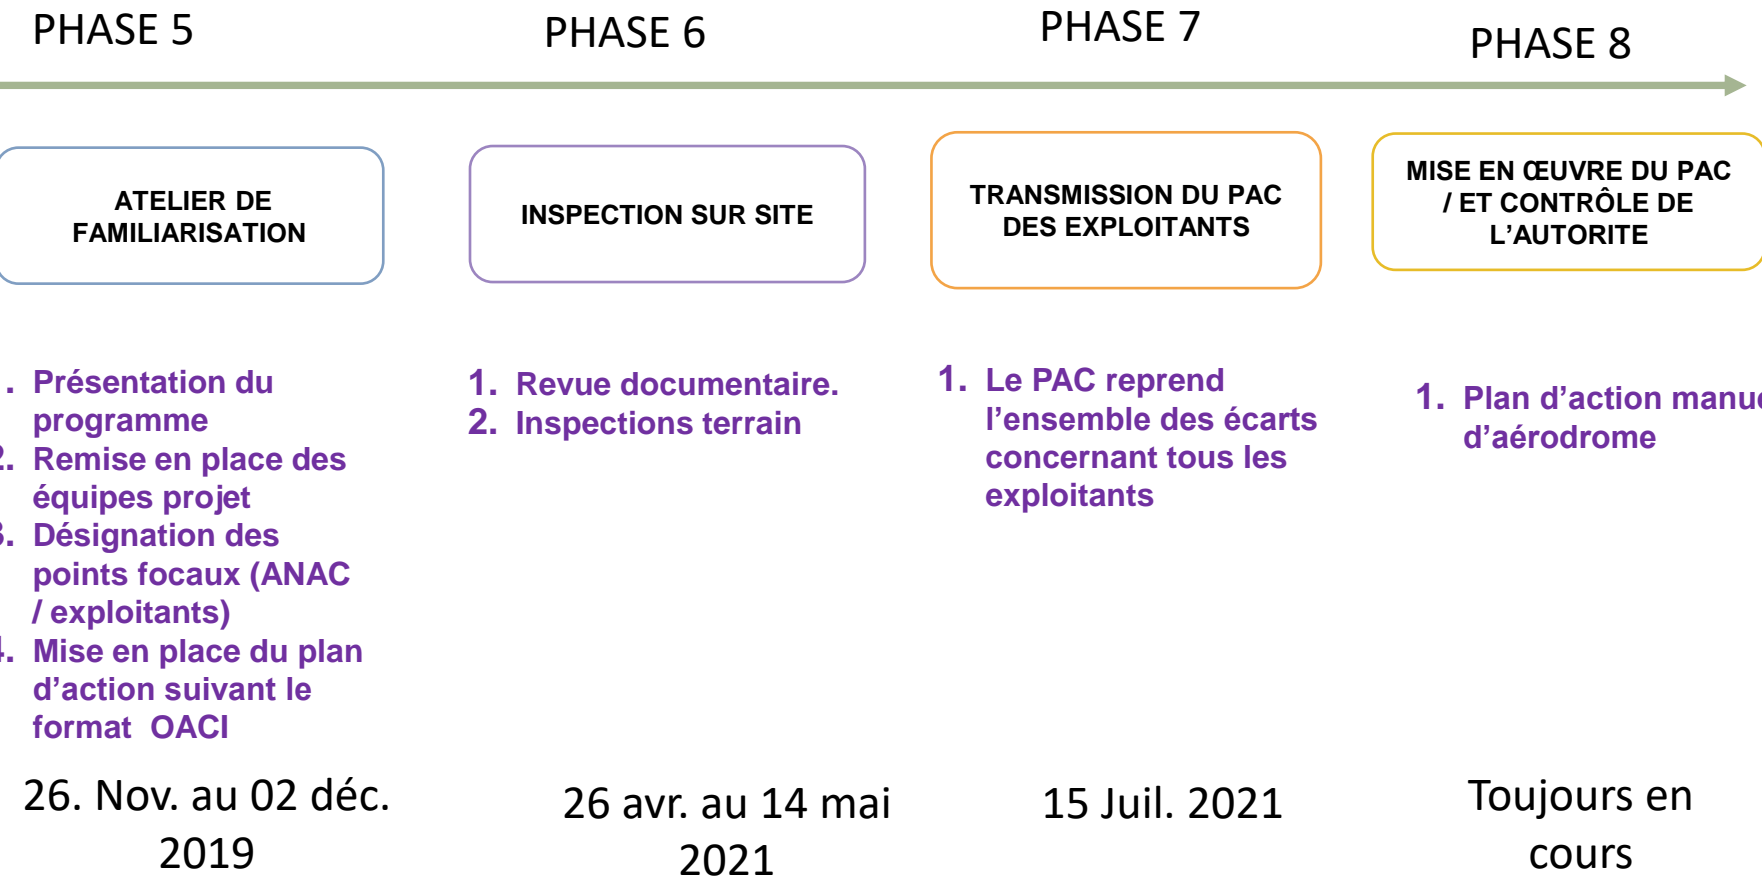 PHASE 5
PHASE 6
PHASE 7
PHASE 8
ATELIER DE
FAMILIARISATION
INSPECTION SUR SITE
TRANSMISSION DU PAC
DES EXPLOITANTS
MISE EN ŒUVRE DU PAC
/ ET CONTRÔLE DE
L'AUTORITE
. Présentation du
programme
2. Remise en place des
équipes projet
3. Désignation des
points focaux (ANAC
/ exploitants)
4. Mise en place du plan
d'action suivant le
format OACI
1. Revue documentaire.
2. Inspections terrain
1. Le PAC reprend
l'ensemble des écarts
concernant tous les
exploitants
1. Plan d'action
d'aérodrome
26. Nov. au 02 déc.
2019
26 avr. au 14 mai
2021
15 Juil. 2021
Toujours en
cours